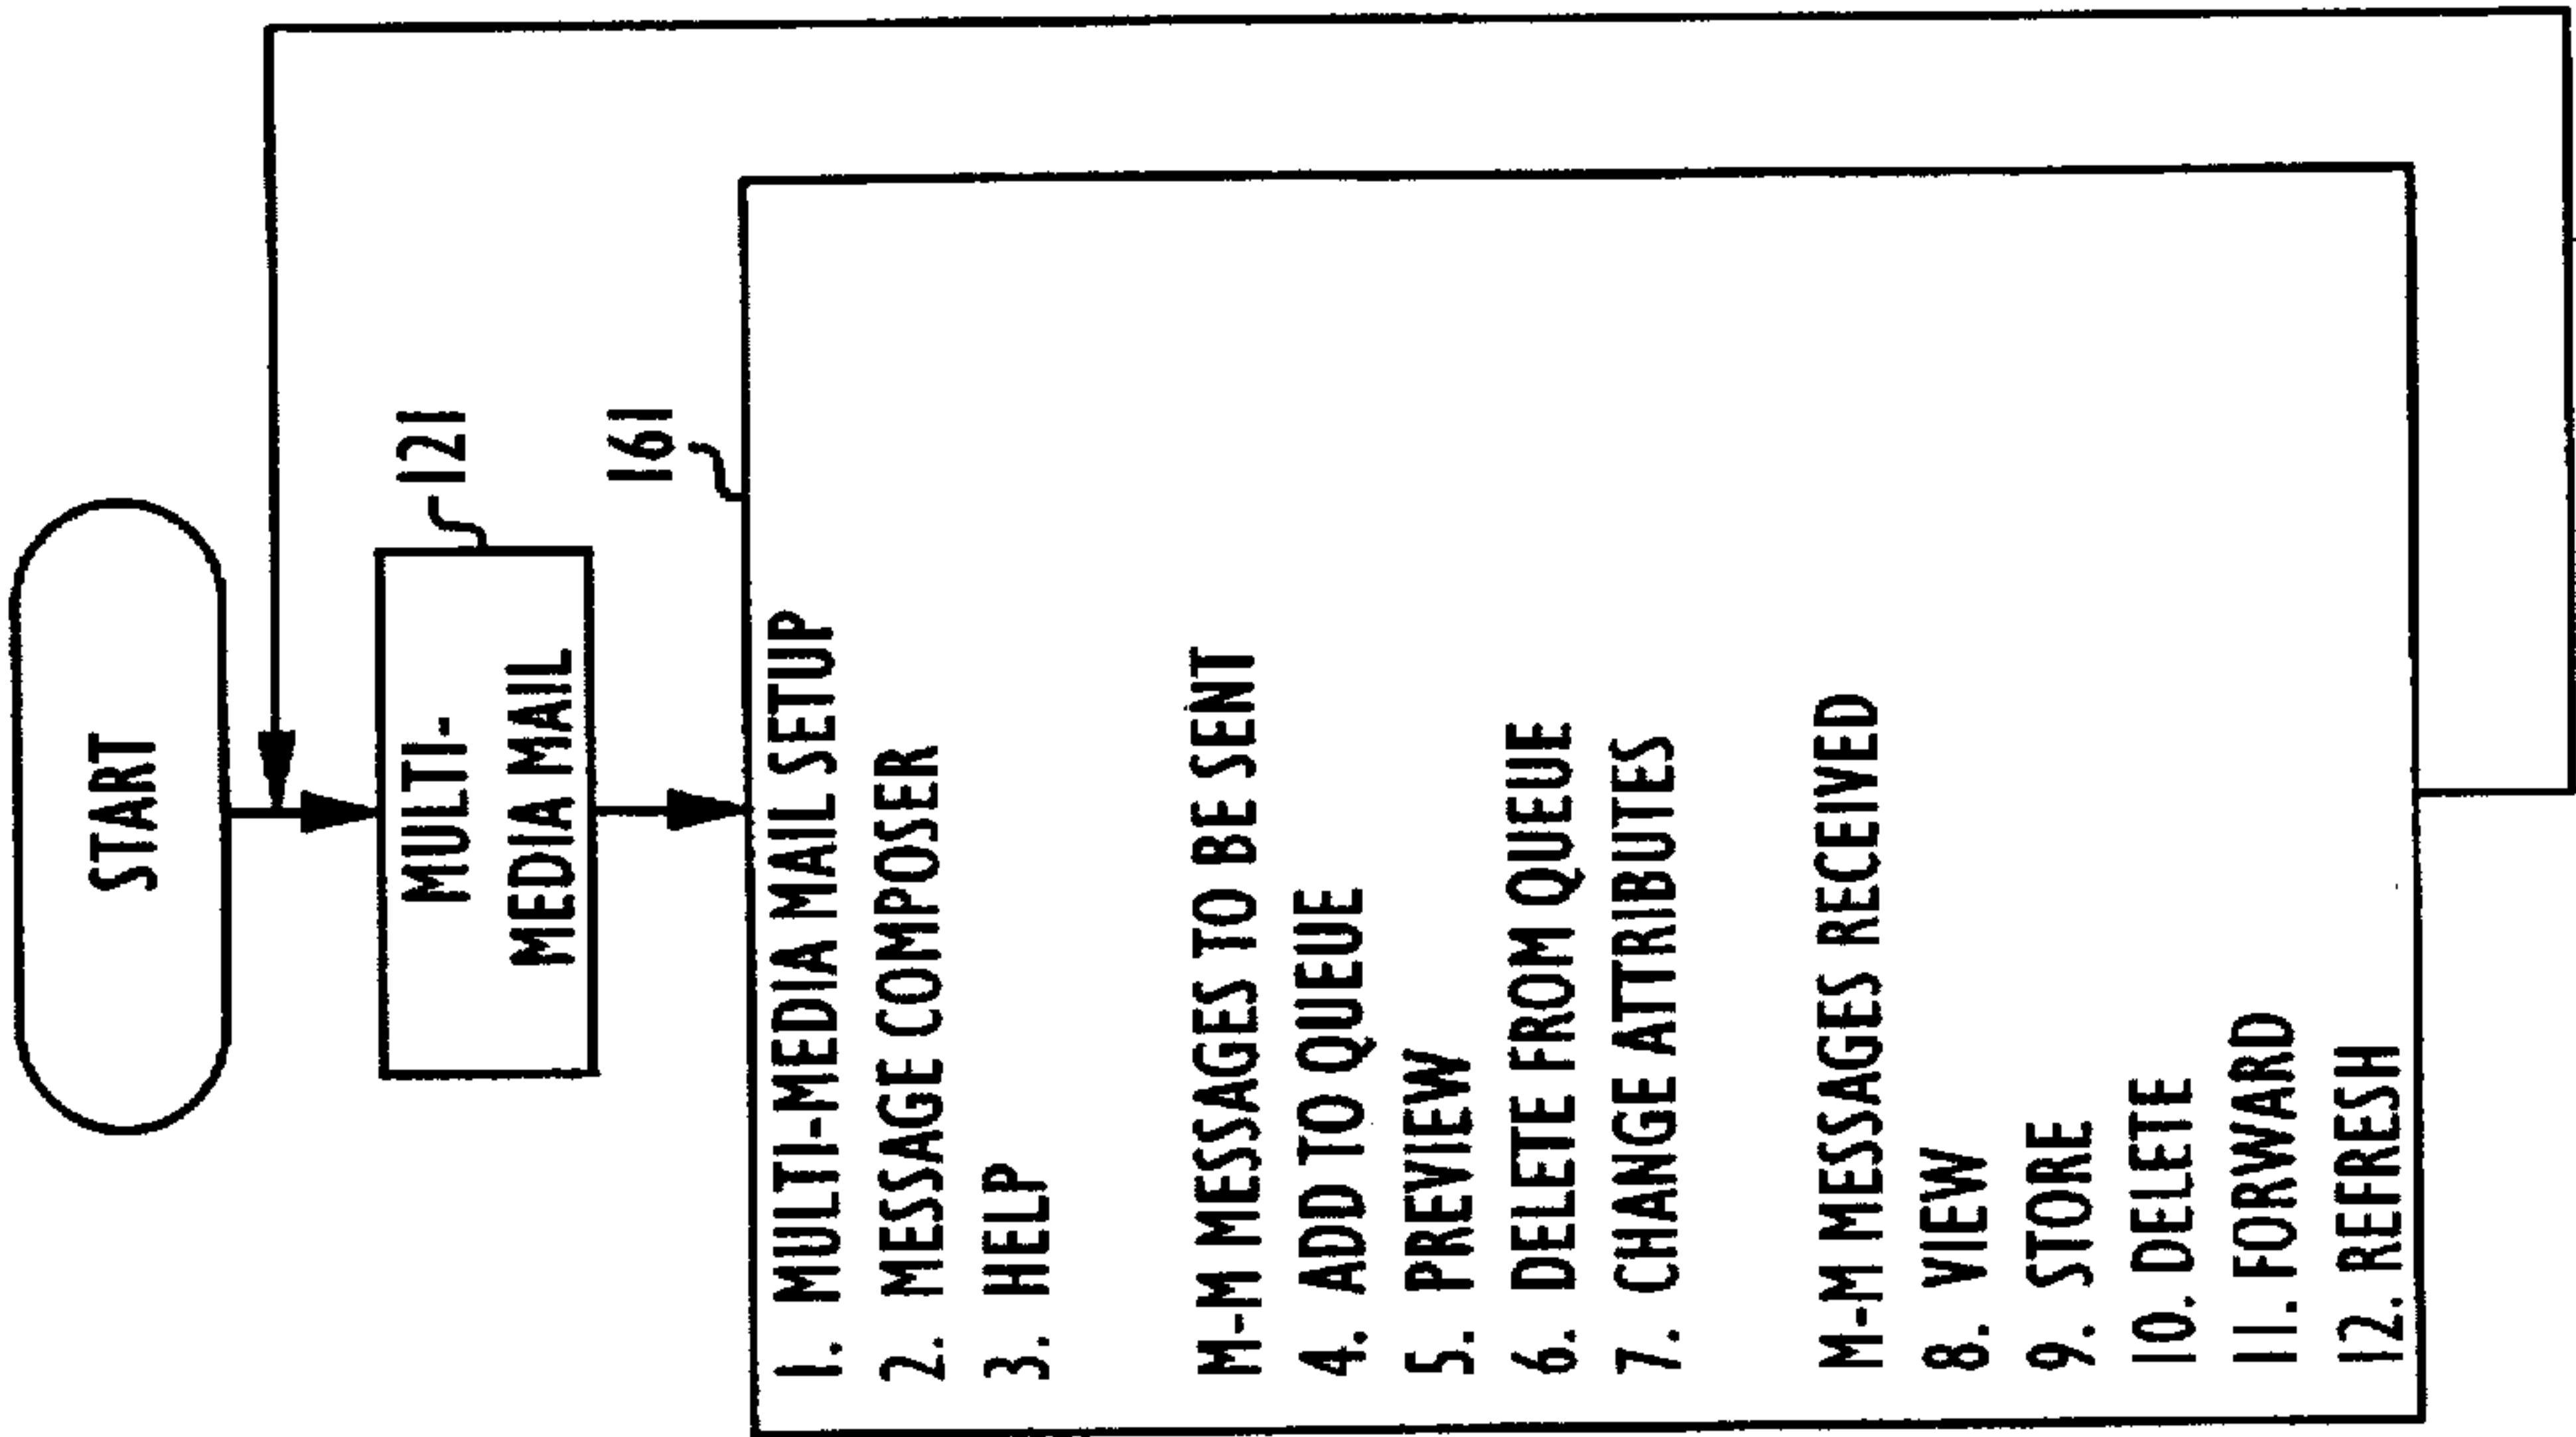 START
MULTI-
MEDIA MAIL
121
161
1. MULTI-MEDIA MAIL SETUP
2. MESSAGE COMPOSER
3. HELP
M-M MESSAGES TO BE SENT
4. ADD TO QUEUE
5. PREVIEW
6. DELETE FROM QUEUE
7. CHANGE ATTRIBUTES
M-M MESSAGES RECEIVED
8. VIEW
9. STORE
10. DELETE
11. FORWARD
12. REFRESH